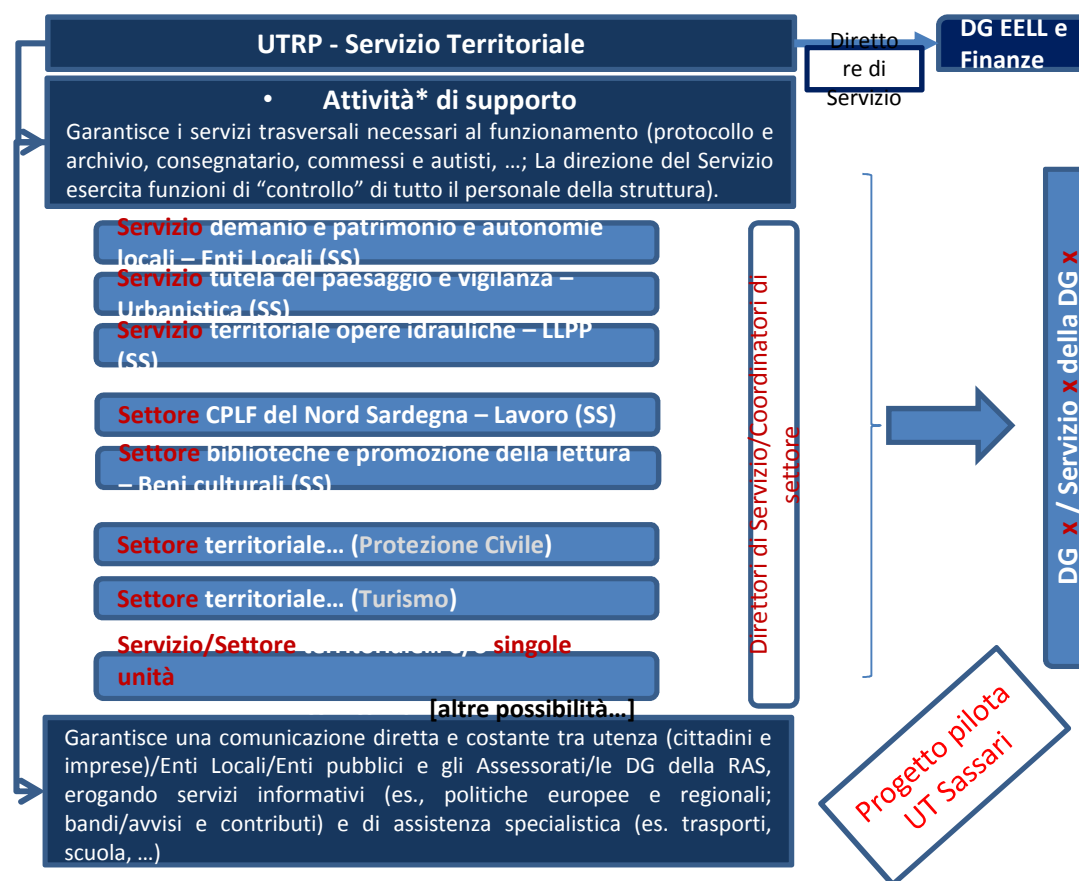 UTRP - Servizio Territoriale
Diretto
re di
Servizio
DG EELL e
Finanze
• Attività* di supporto
Garantisce i servizi trasversali necessari al funzionamento (protocollo e
archivio, consegnatario, commessi e autisti, …; La direzione del Servizio
esercita funzioni di “controllo” di tutto il personale della struttura).
Servizio demanio e patrimonio e autonomie
locali – Enti Locali (SS)
Servizio tutela del paesaggio e vigilanza –
Urbanistica (SS)
Servizio territoriale opere idrauliche – LLPP
(SS)
Settore CPLF del Nord Sardegna – Lavoro (SS)
Settore biblioteche e promozione della lettura
– Beni culturali (SS)
Settore territoriale… (Protezione Civile)
Settore territoriale… (Turismo)
Servizio/Settore territoriale… e/o singole
unità
[altre possibilità…]
Direttori di Servizio/Coordinatori di
settore
DG x / Servizio x della DG x
Garantisce una comunicazione diretta e costante tra utenza (cittadini e
imprese)/Enti Locali/Enti pubblici e gli Assessorati/le DG della RAS,
erogando servizi informativi (es., politiche europee e regionali;
bandi/avvisi e contributi) e di assistenza specialistica (es. trasporti,
scuola, …)
Progetto pilota
UT Sassari